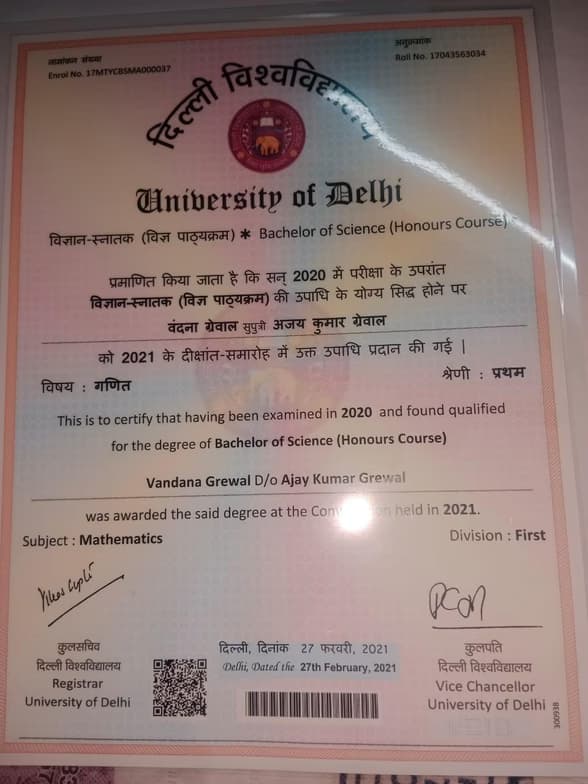 नामांकन संख्या
Enrol No. 17MTYCBSMA000037
अनुक्रमांक
Roll No. 17043563034
दिल्ली विश्वविद्यालय
University of Delhi
विज्ञान-स्नातक (विज्ञ पाठ्यक्रम) * Bachelor of Science (Honours Course)
प्रमाणित किया जाता है कि सन् 2020 में परीक्षा के उपरांत
विज्ञान-स्नातक (विज्ञ पाठ्यक्रम) की उपाधि के योग्य सिद्ध होने पर
वंदना ग्रेवाल सुपुत्री अजय कुमार ग्रेवाल
को 2021 के दीक्षांत-समारोह में उक्त उपाधि प्रदान की गई |
विषय : गणित
श्रेणी : प्रथम
This is to certify that having been examined in 2020 and found qualified
for the degree of Bachelor of Science (Honours Course)
Vandana Grewal D/o Ajay Kumar Grewal
was awarded the said degree at the held in 2021.
Subject : Mathematics
Division : First
कुलसचिव
दिल्ली विश्वविद्यालय
Registrar
University of Delhi
दिल्ली, दिनांक 27 फरवरी, 2021
Delhi, Dated the 27th February, 2021
कुलपति
दिल्ली विश्वविद्यालय
Vice Chancellor
University of Delhi
300938